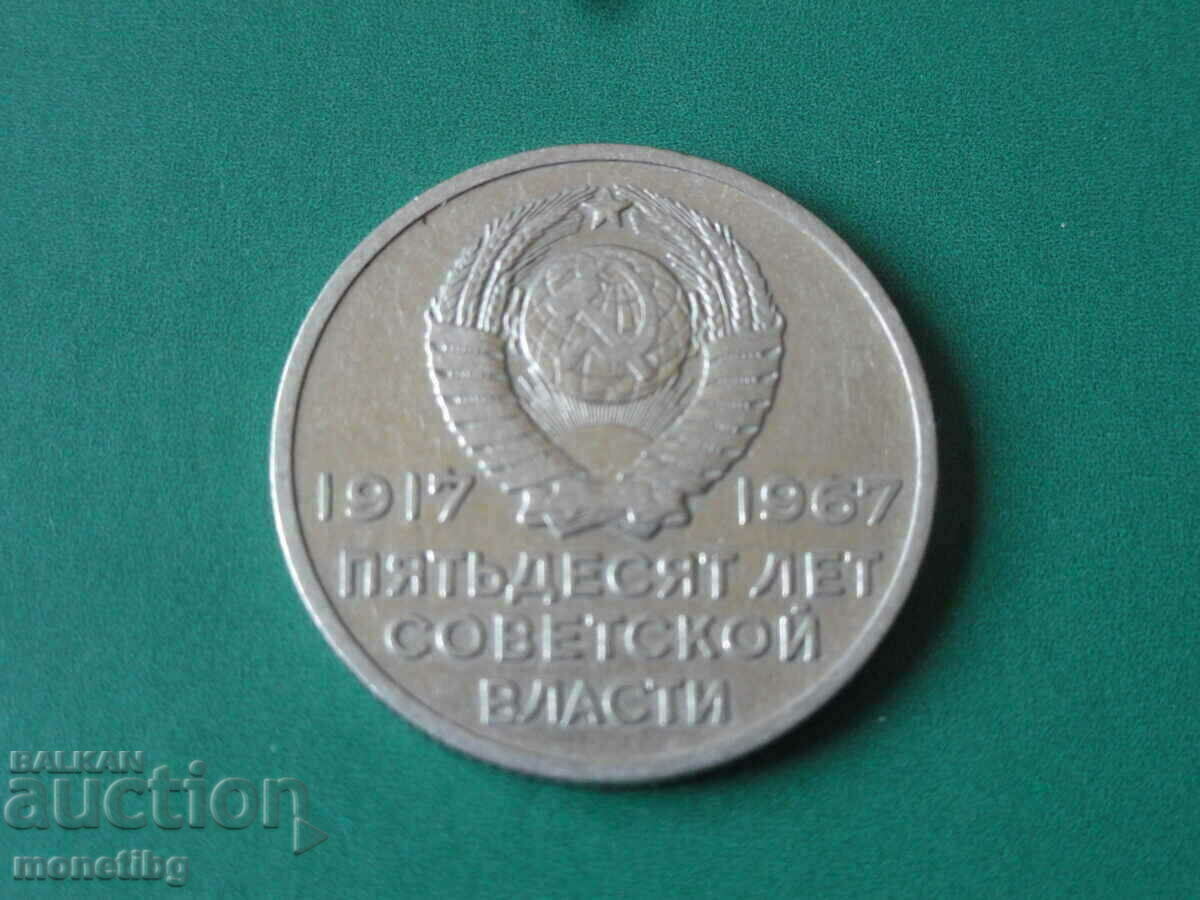 1917 1967
ПЯТЬДЕСЯТ ЛЕТ
СОВЕТСКОЙ
ВЛАСТИ
BALKAN
auction
monetibg